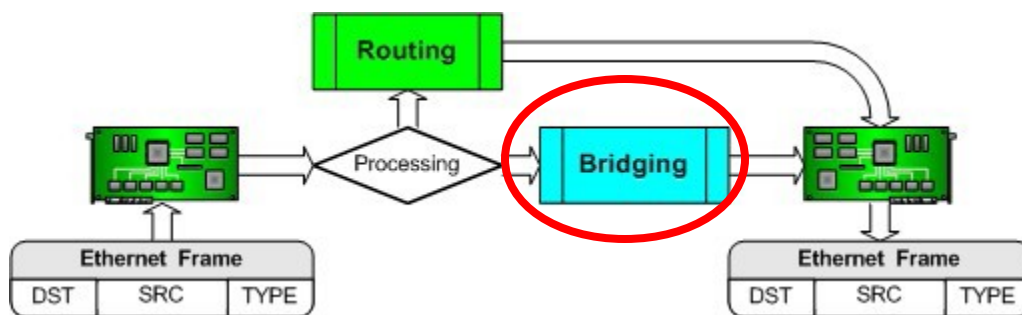 Routing
Processing
Bridging
Ethernet Frame
DST SRC TYPE
Ethernet Frame
DST SRC TYPE